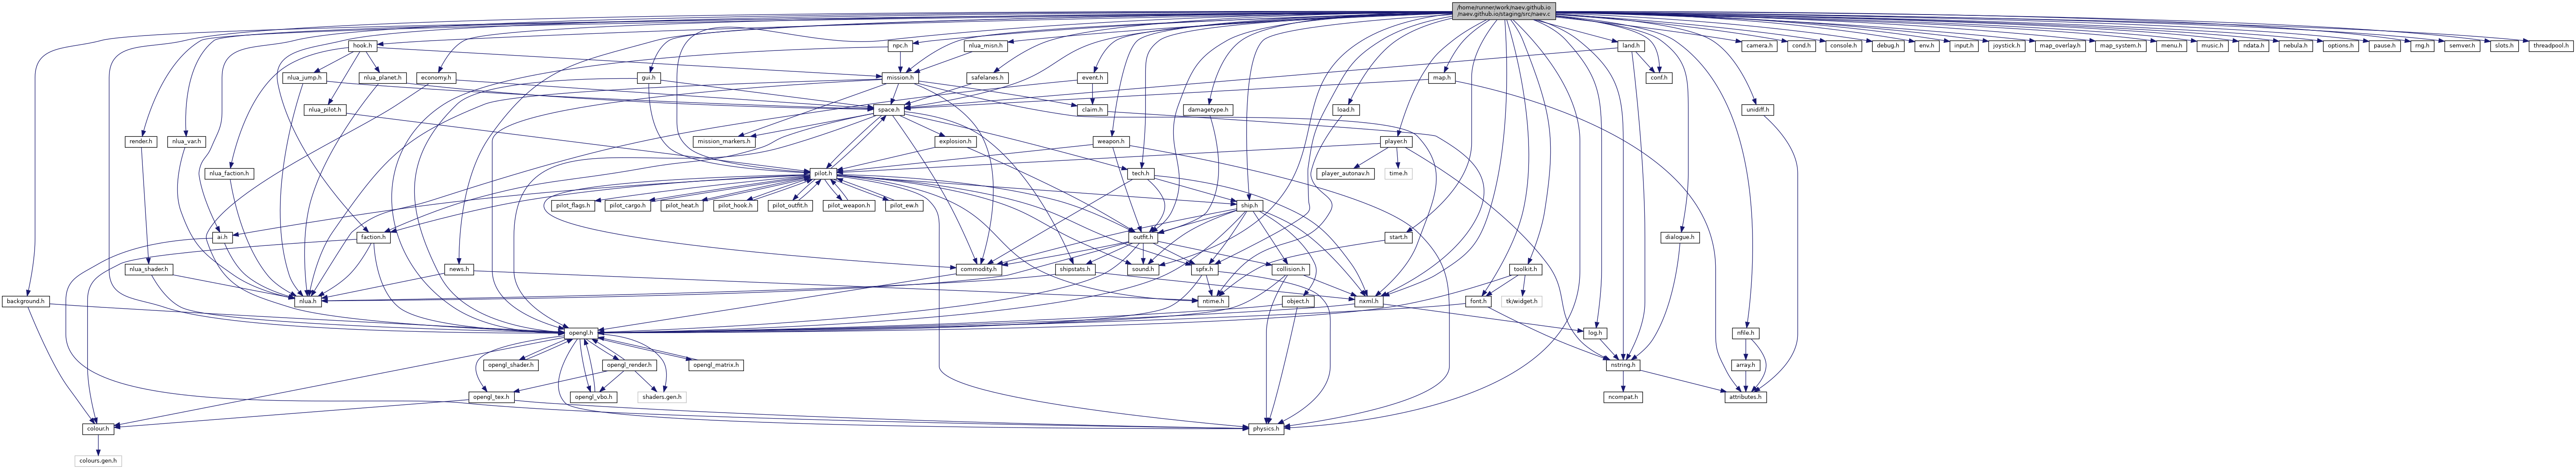 /home/runner/work/naev.github.io
/naev.github.io/staging/src/naev.c
hook.h
npc.h
nlua_misn.h
land.h
camera.h
cond.h
console.h
debug.h
env.h
input.h
joystick.h
map_overlay.h
map_system.h
menu.h
music.h
ndata.h
nebula.h
options.h
pause.h
rng.h
semver.h
slots.h
threadpool.h
nlua_jump.h
nlua_planet.h
economy.h
gui.h
mission.h
safelanes.h
event.h
map.h
conf.h
nlua_pilot.h
space.h
claim.h
damagetype.h
load.h
unidiff.h
render.h
nlua_var.h
mission_markers.h
explosion.h
weapon.h
player.h
nlua_faction.h
pilot.h
tech.h
player_autonav.h
time.h
pilot_flags.h
pilot_cargo.h
pilot_heat.h
pilot_hook.h
pilot_outfit.h
pilot_weapon.h
pilot_ew.h
ship.h
ai.h
faction.h
outfit.h
start.h
dialogue.h
nlua_shader.h
news.h
commodity.h
shipstats.h
sound.h
spfx.h
collision.h
toolkit.h
background.h
nlua.h
ntime.h
object.h
nxml.h
font.h
tk/widget.h
opengl.h
log.h
nfile.h
opengl_shader.h
opengl_render.h
opengl_matrix.h
nstring.h
array.h
opengl_tex.h
opengl_vbo.h
shaders.gen.h
ncompat.h
attributes.h
colour.h
physics.h
colours.gen.h